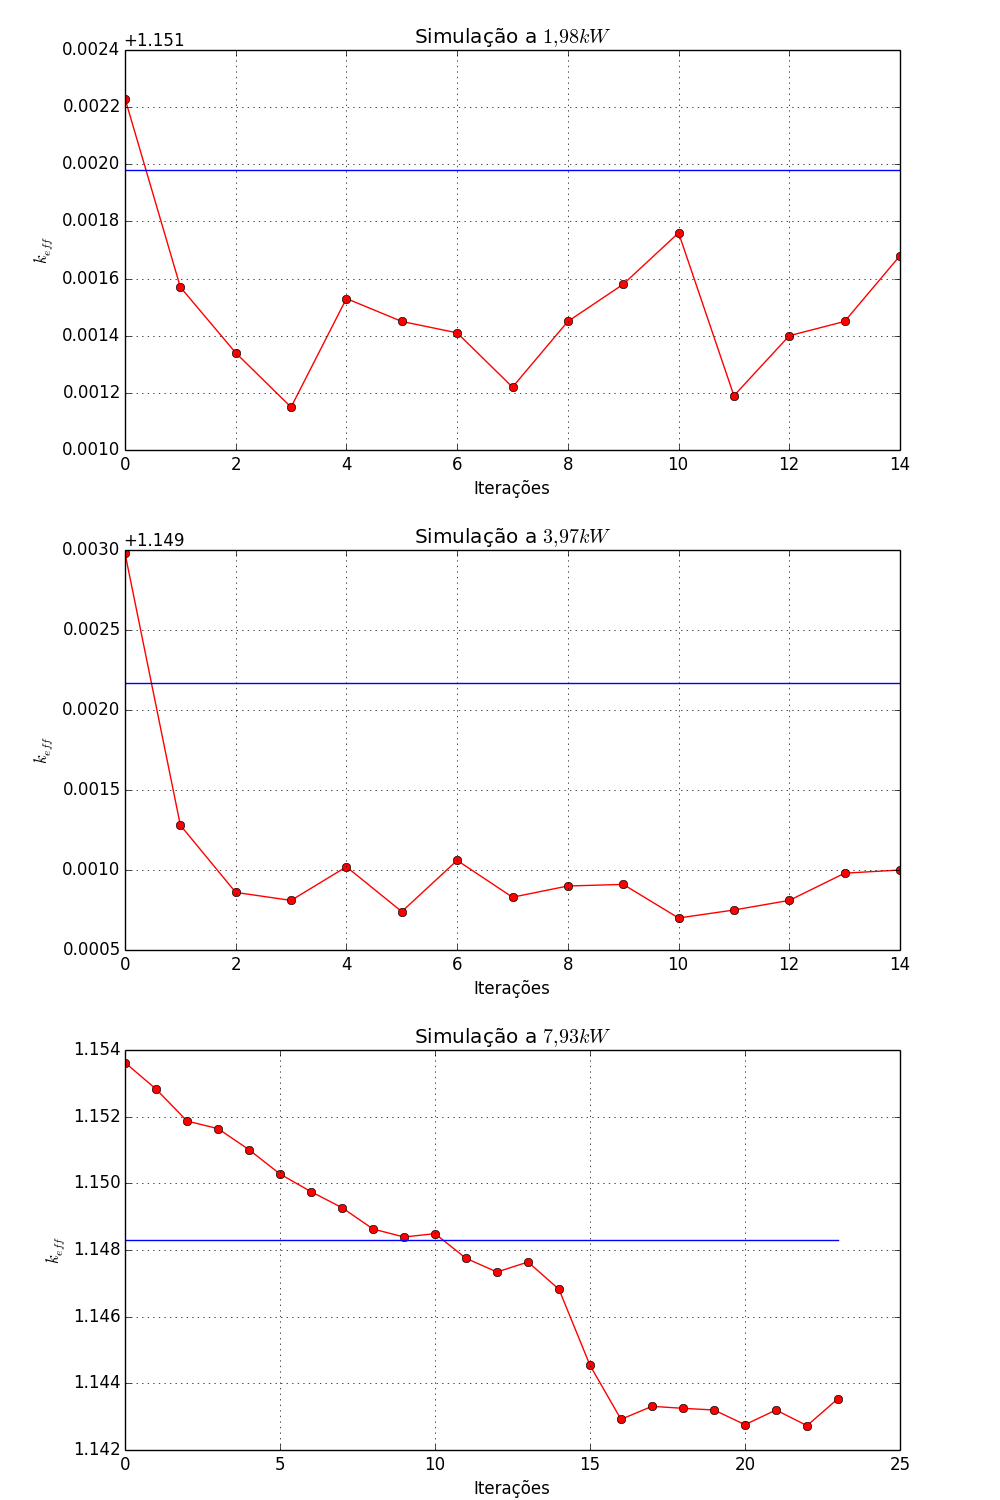 Simulação a 1,98kW
+1.151
0.0024
0.0022
0.0020
0.0018
0.0016
0.0014
0.0012
0.0010
k_eff
0 2 4 6 8 10 12 14
Iterações
Simulação a 3,97kW
+1.149
0.0030
0.0025
0.0020
0.0015
0.0010
0.0005
k_eff
0 2 4 6 8 10 12 14
Iterações
Simulação a 7,93kW
1.154
1.152
1.150
1.148
1.146
1.144
1.142
k_eff
0 5 10 15 20 25
Iterações